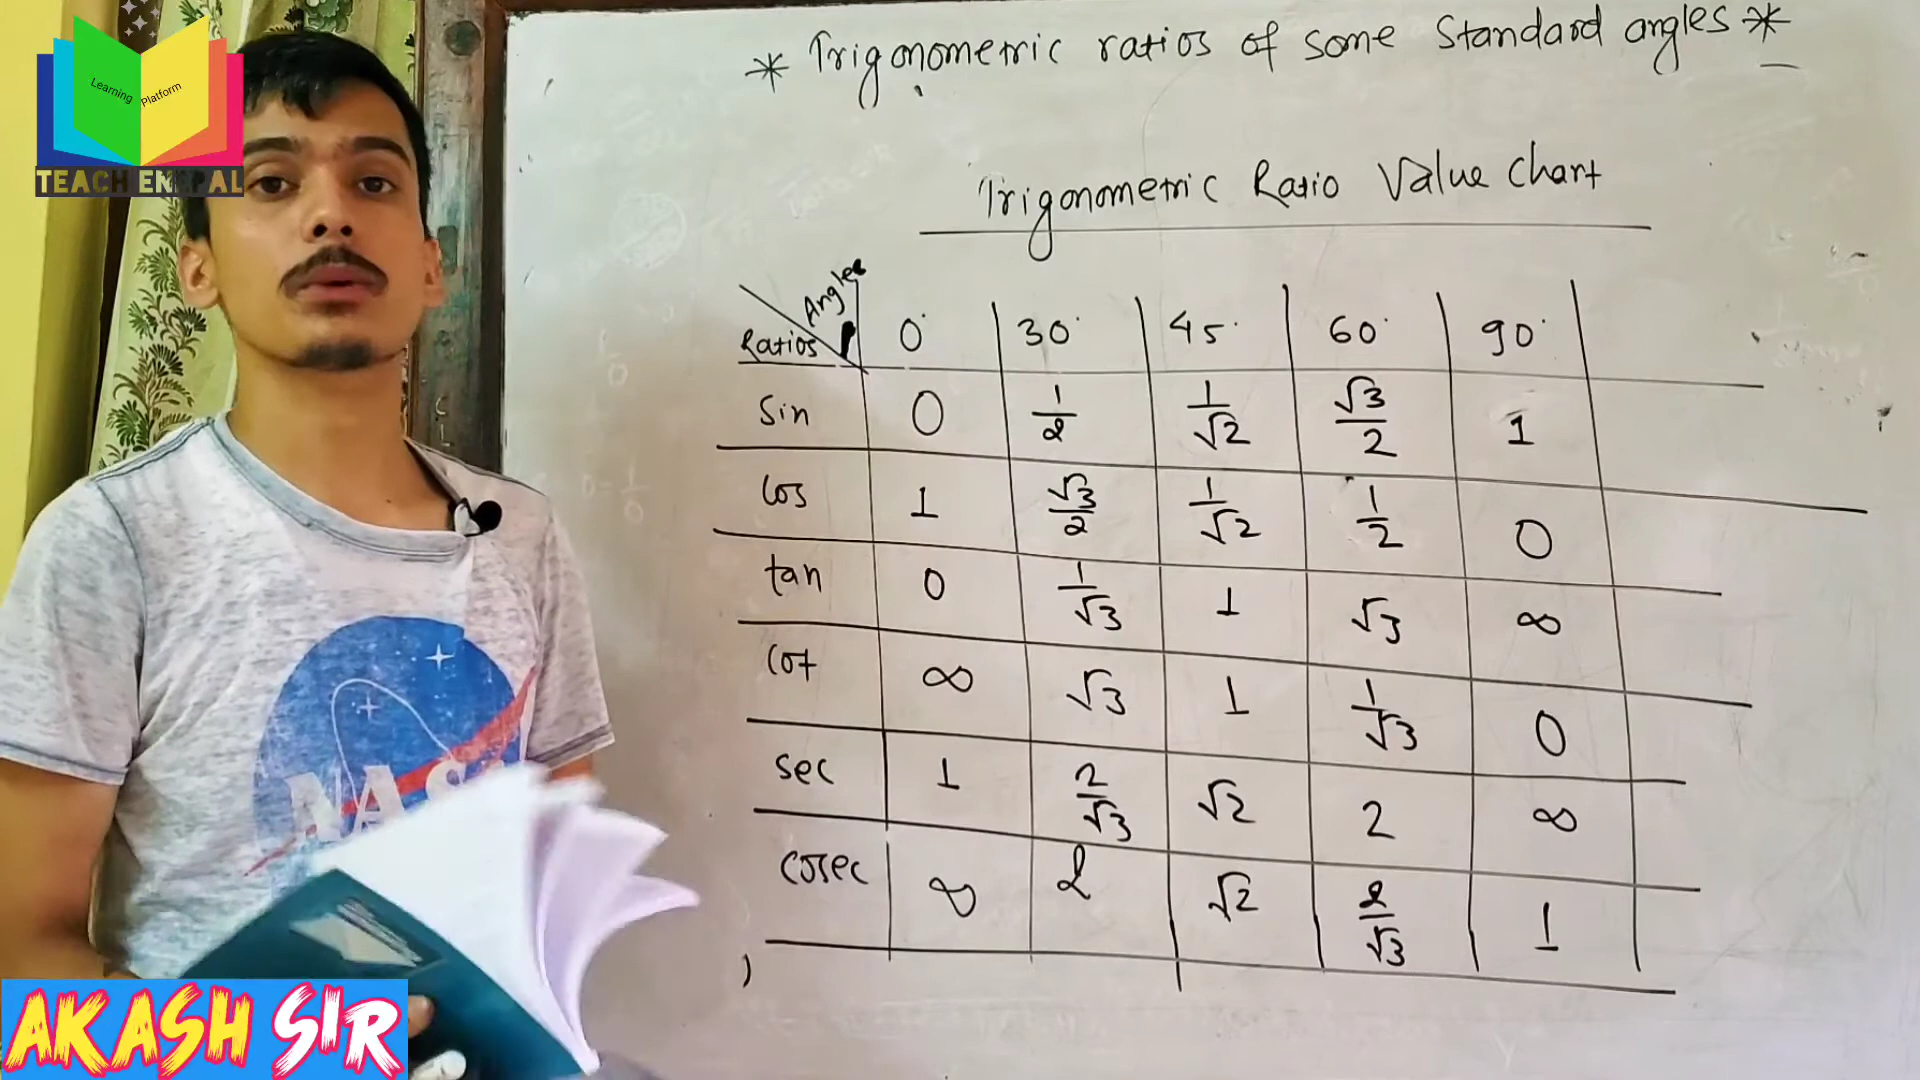 Learning Platform
TEACHIENEPAL
* Trigonometric ratios of some standard angles *
Trigonometric Ratio Value Chart
Angles
Ratios 0° 30° 45° 60° 90°
sin 0 1/2 1/√2 √3/2 1
cos 1 √3/2 1/√2 1/2 0
tan 0 1/√3 1 √3 ∞
cot ∞ √3 1 1/√3 0
sec 1 2/√3 √2 2 ∞
cosec ∞ 2 √2 2/√3 1
NASA
AKASH SIR